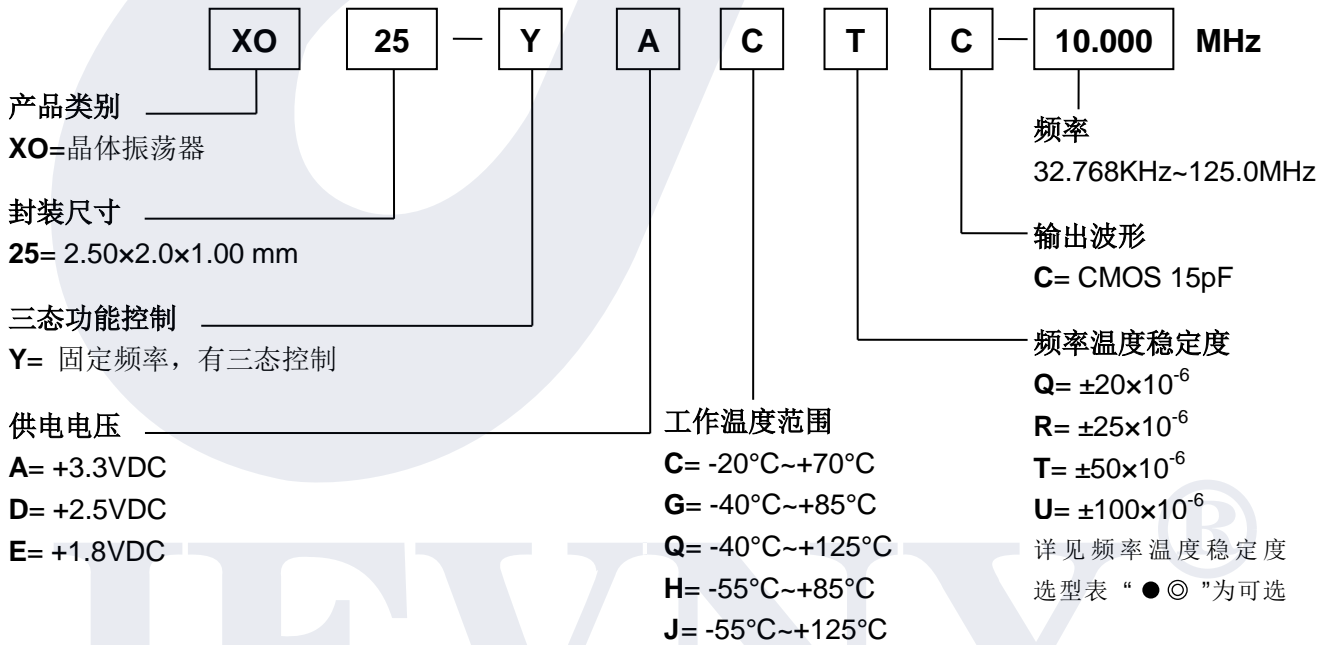 XO 25 — Y A C T C — 10.000 MHz
产品类别
XO=晶体振荡器
封装尺寸
25= 2.50×2.0×1.00 mm
三态功能控制
Y= 固定频率，有三态控制
供电电压
A= +3.3VDC
D= +2.5VDC
E= +1.8VDC
工作温度范围
C= -20°C~+70°C
G= -40°C~+85°C
Q= -40°C~+125°C
H= -55°C~+85°C
J= -55°C~+125°C
频率
32.768KHz~125.0MHz
输出波形
C= CMOS 15pF
频率温度稳定度
Q= ±20×10⁻⁶
R= ±25×10⁻⁶
T= ±50×10⁻⁶
U= ±100×10⁻⁶
详见频率温度稳定度
选型表 “ ● ◎ ”为可选
®